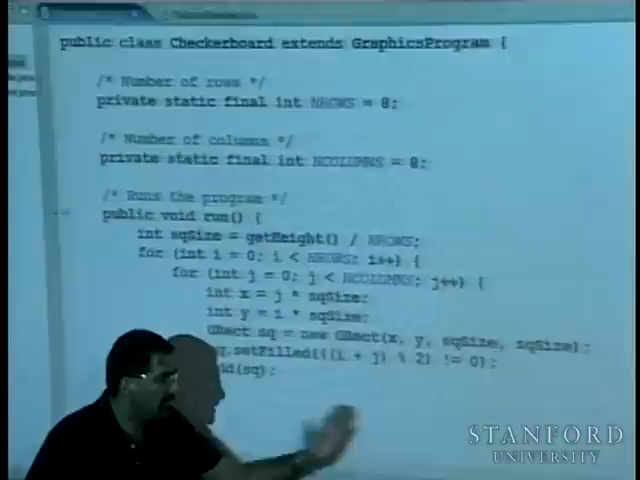 public class Checkerboard extends GraphicsProgram {
/* Number of rows */
private static final int NROWS = 8;
/* Number of columns */
private static final int NCOLUMNS = 8;
/* Runs the program */
public void run() {
int sqSize = getHeight() / NROWS;
for (int i = 0; i < NROWS; i++) {
for (int j = 0; j < NCOLUMNS; j++) {
int x = j * sqSize;
int y = i * sqSize;
GRect sq = new GRect(x, y, sqSize, sqSize);
.setFilled(((i + j) % 2) != 0);
(sq);
STANFORD
UNIVERSITY